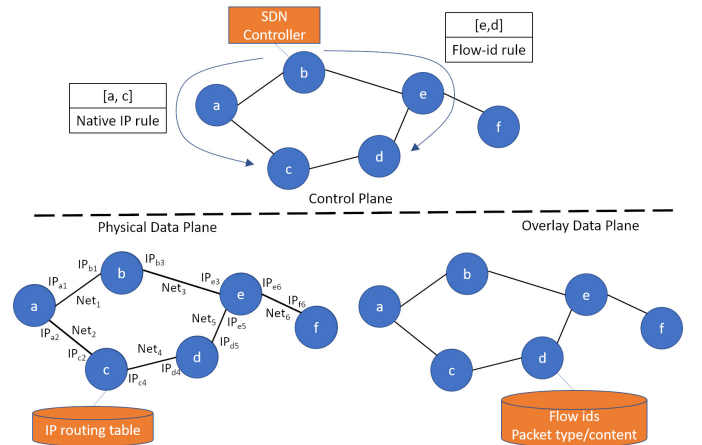 SDN
Controller
[e,d]
Flow-id rule
b
[a, c]
Native IP rule
a
e
f
d
c
Control Plane
Physical Data Plane
Overlay Data Plane
IPa1
IPb1
b
IPb3
Net1
Net3
IPe3
e
IPe6
a
IPa2
Net2
IPc2
Net5
IPe5
Net6
IPf6
f
c
Net4
IPc4
IPd4
d
IPd5
IP routing table
b
a
e
f
c
d
Flow ids
Packet type/content